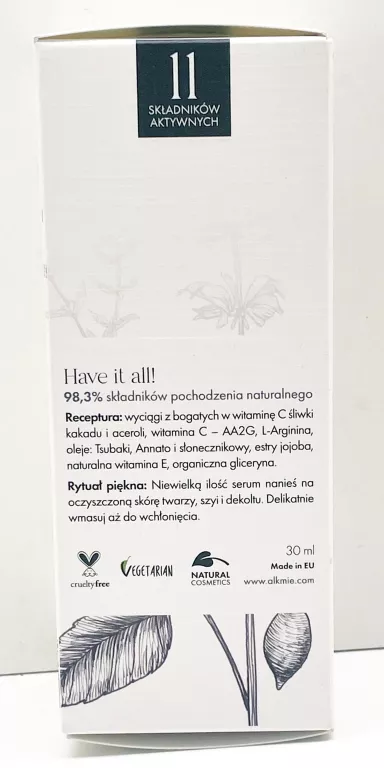 11
SKŁADNIKÓW
AKTYWNYCH
Have it all!
98,3% składników pochodzenia naturalnego
Receptura: wyciągi z bogatych w witaminę C śliwki
kakadu i aceroli, witamina C – AA2G, L-Arginina,
oleje: Tsubaki, Annato i słonecznikowy, estry jojoba,
naturalna witamina E, organiczna gliceryna.
Rytuał piękna: Niewielką ilość serum nanieś na
oczyszczoną skórę twarzy, szyi i dekoltu. Delikatnie
wmasuj aż do wchłonięcia.
crueltyfree
VEGETARIAN
NATURAL
COSMETICS
30 ml
Made in EU
www.alkmie.com